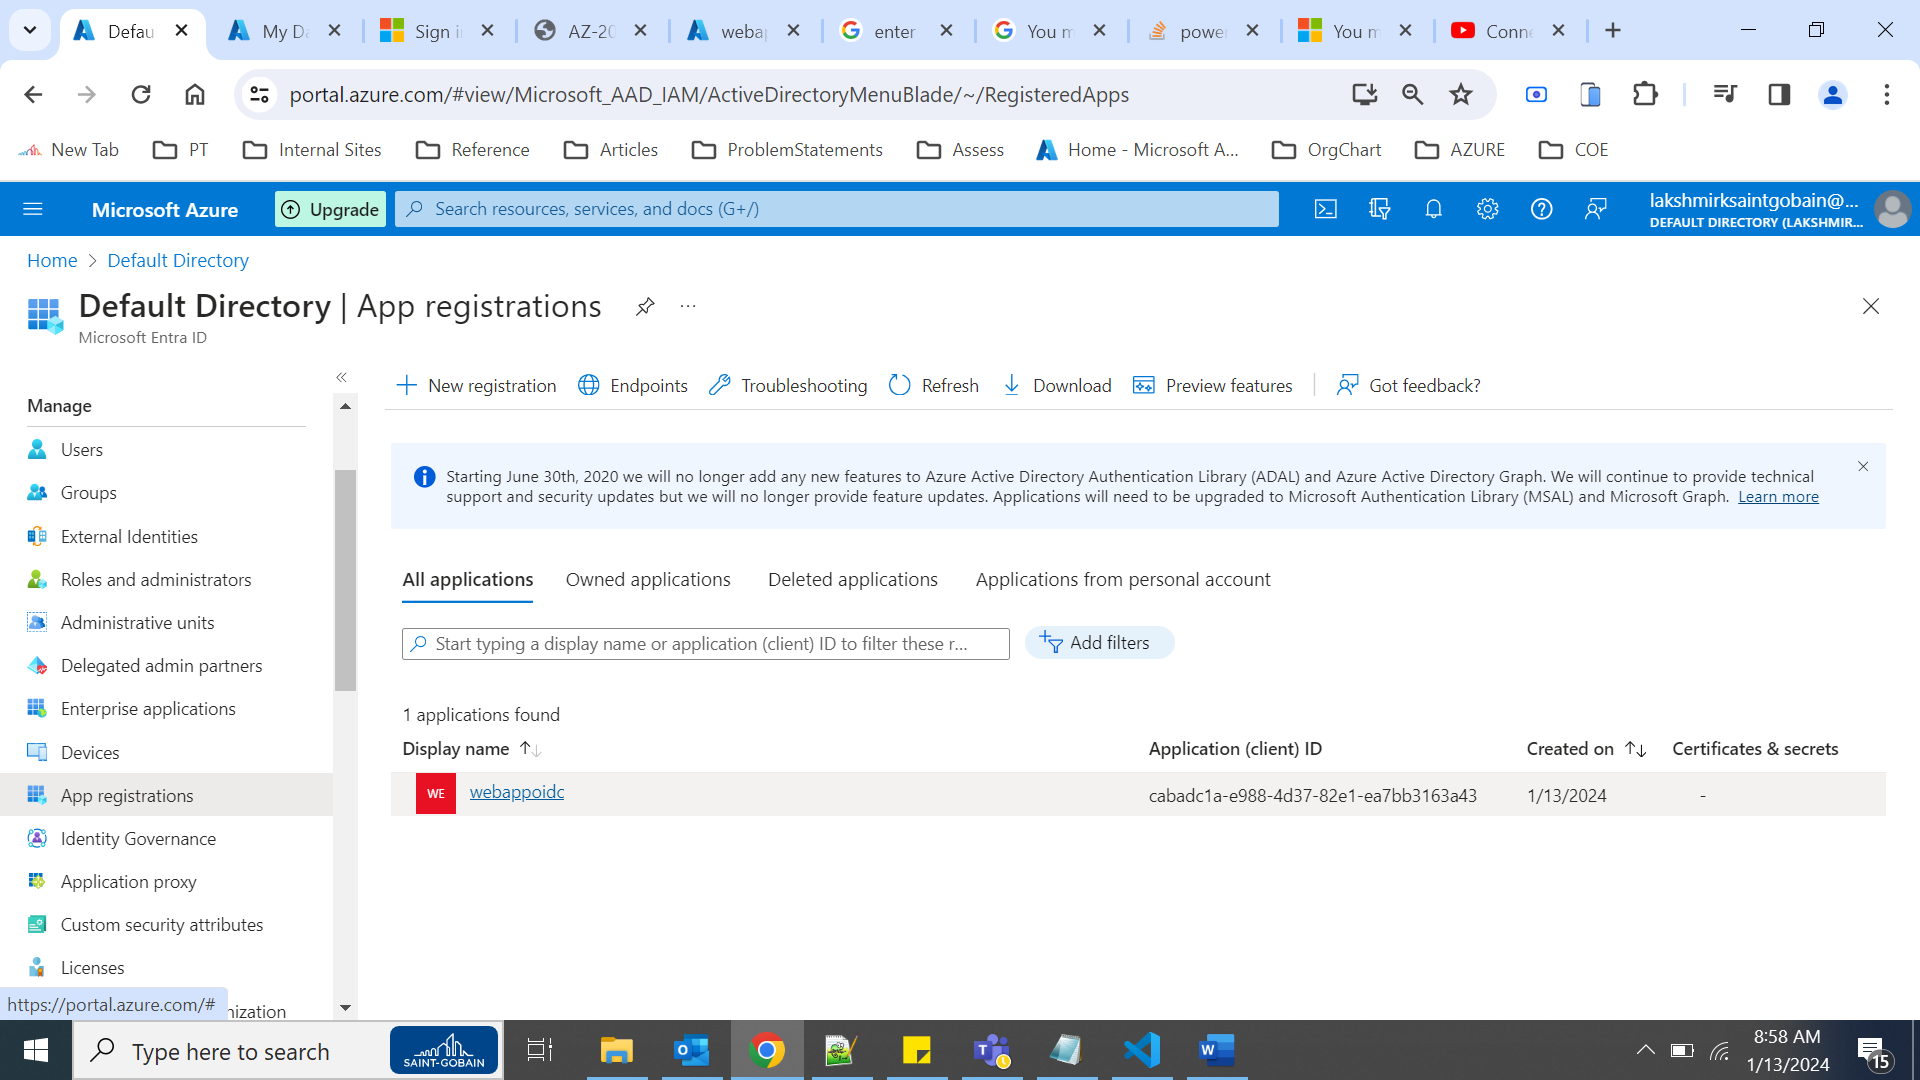 Defau
My Da
Sign i
AZ-20
webap
enter
You m
power
You m
Conne
portal.azure.com/#view/Microsoft_AAD_IAM/ActiveDirectoryMenuBlade/~/RegisteredApps
New Tab
PT
Internal Sites
Reference
Articles
ProblemStatements
Assess
Home - Microsoft A...
OrgChart
AZURE
COE
Microsoft Azure
Upgrade
Search resources, services, and docs (G+/)
lakshmirksaintgobain@...
DEFAULT DIRECTORY (LAKSHMIR...
Home
Default Directory
Default Directory | App registrations
...
Microsoft Entra ID
Manage
Users
Groups
External Identities
Roles and administrators
Administrative units
Delegated admin partners
Enterprise applications
Devices
App registrations
Identity Governance
Application proxy
Custom security attributes
Licenses
nization
https://portal.azure.com/#
New registration
Endpoints
Troubleshooting
Refresh
Download
Preview features
Got feedback?
Starting June 30th, 2020 we will no longer add any new features to Azure Active Directory Authentication Library (ADAL) and Azure Active Directory Graph. We will continue to provide technical
support and security updates but we will no longer provide feature updates. Applications will need to be upgraded to Microsoft Authentication Library (MSAL) and Microsoft Graph. Learn more
All applications
Owned applications
Deleted applications
Applications from personal account
Start typing a display name or application (client) ID to filter these r...
Add filters
1 applications found
Display name
Application (client) ID
Created on
Certificates & secrets
WE
webappoidc
cabadc1a-e988-4d37-82e1-ea7bb3163a43
1/13/2024
-
Type here to search
SAINT-GOBAIN
8:58 AM
1/13/2024
15